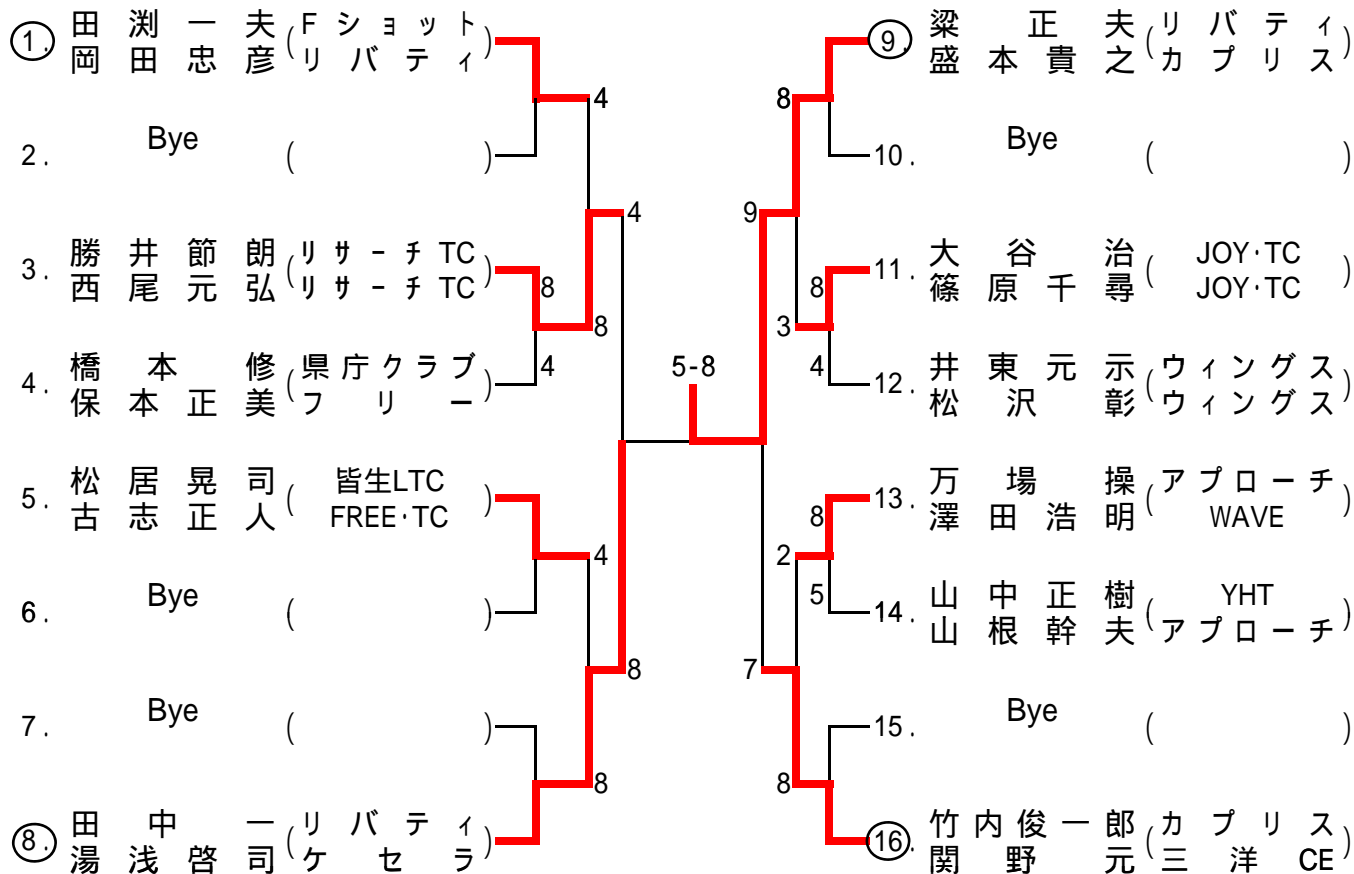 1. 田渕一夫 (Fショット)
岡田忠彦 (リバティ)
4
2. Bye ( )
4
3. 勝井節朗 (リサーチTC)
西尾元弘 (リサーチTC)
8
8
4. 橋本修 (県庁クラブ)
保本正美 (フリー)
4
5. 松居晃司 (皆生LTC)
古志正人 (FREE・TC)
4
6. Bye ( )
8
7. Bye ( )
8
8. 田中一 (リバティ)
湯浅啓司 (ケセラ)
5-8
9. 粱正夫 (リバティ)
盛本貴之 (カプリス)
8
10. Bye ( )
9
11. 大谷治 (JOY・TC)
篠原千尋 (JOY・TC)
8
3
12. 井東元示 (ウィングス)
松沢彰 (ウィングス)
4
13. 万場操 (アプローチ)
澤田浩明 (WAVE)
8
2
14. 山中正樹 (YHT)
山根幹夫 (アプローチ)
5
7
15. Bye ( )
8
16. 竹内俊一郎 (カプリス)
関野元 (三洋CE)